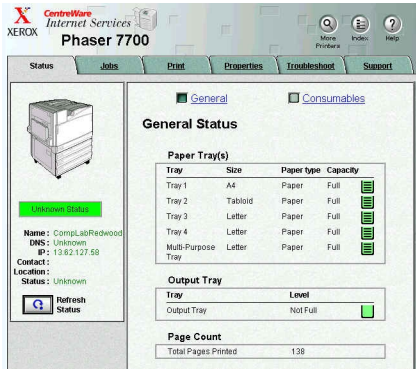 X CentreWare
Internet Services
XEROX
Phaser 7700
More Printers
Index
Help
Status
Jobs
Print
Properties
Troubleshoot
Support
General
Consumables
General Status
Unknown Status
Name: CompLabRedwood
DNS: Unknown
IP: 13.62.127.58
Contact:
Location:
Status: Unknown
Refresh
Status
Paper Tray(s)
Tray Size Paper type Capacity
Tray 1 A4 Paper Full
Tray 2 Tabloid Paper Full
Tray 3 Letter Paper Full
Tray 4 Letter Paper Full
Multi-Purpose Tray Letter Paper Full
Output Tray
Tray Level
Output Tray Not Full
Page Count
Total Pages Printed 138